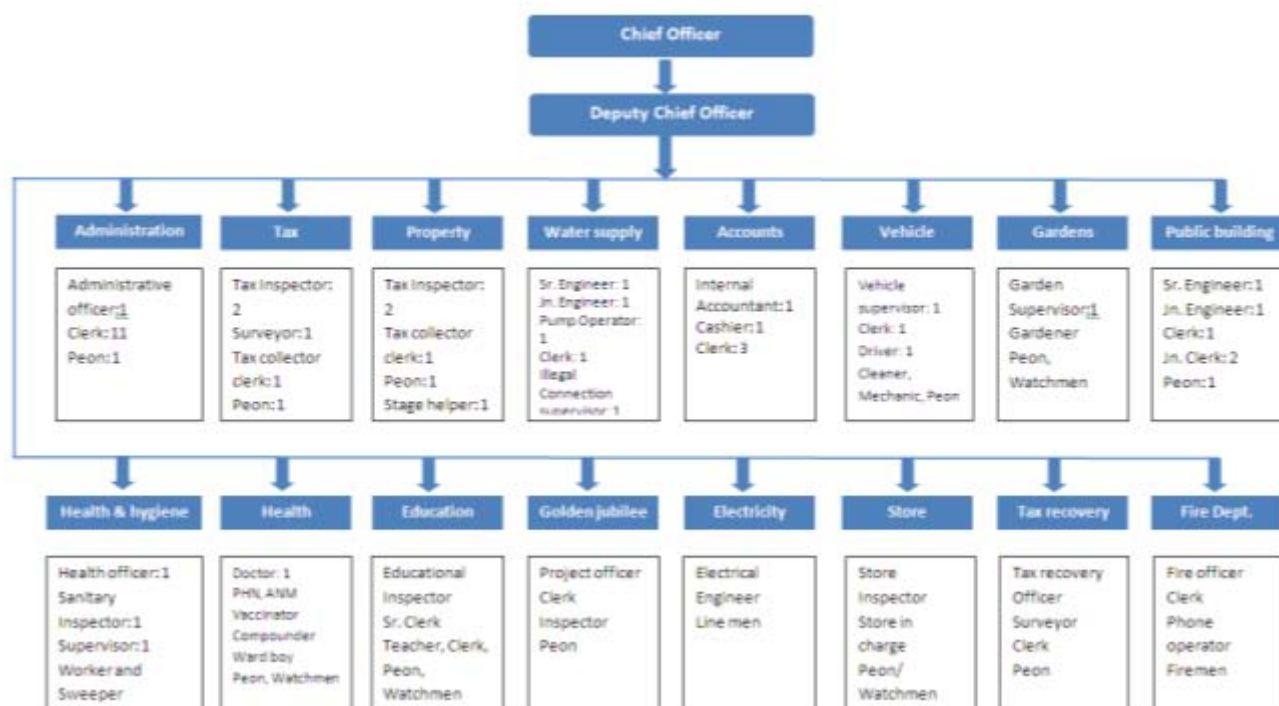 Chief Officer
Deputy Chief Officer
Administration
Administrative
officer:1
Clerk:11
Peon:1
Tax
Tax Inspector:
2
Surveyor:1
Tax collector
clerk:1
Peon:1
Property
Tax Inspector:
2
Tax collector
clerk:1
Peon:1
Stage helper:1
Water supply
Sr. Engineer: 1
Jn. Engineer: 1
Pump Operator:
1
Clerk: 1
Illegal
Connection
supervisor: 1
Accounts
Internal
Accountant:1
Cashier:1
Clerk:3
Vehicle
Vehicle
supervisor: 1
Clerk: 1
Driver: 1
Cleaner,
Mechanic, Peon
Gardens
Garden
Supervisor:1
Gardener
Peon,
Watchmen
Public building
Sr. Engineer:1
Jn. Engineer:1
Clerk:1
Jn. Clerk:2
Peon:1
Health & hygiene
Health officer:1
Sanitary
Inspector:1
Supervisor:1
Worker and
Sweeper
Health
Doctor: 1
PHN, ANM
Vaccinator
Compounder
Ward boy
Peon, Watchmen
Education
Educational
Inspector
Sr. Clerk
Teacher, Clerk,
Peon,
Watchmen
Golden jubilee
Project officer
Clerk
Inspector
Peon
Electricity
Electrical
Engineer
Line men
Store
Store
Inspector
Store in
charge
Peon/
Watchmen
Tax recovery
Tax recovery
Officer
Surveyor
Clerk
Peon
Fire Dept.
Fire officer
Clerk
Phone
operator
Firemen